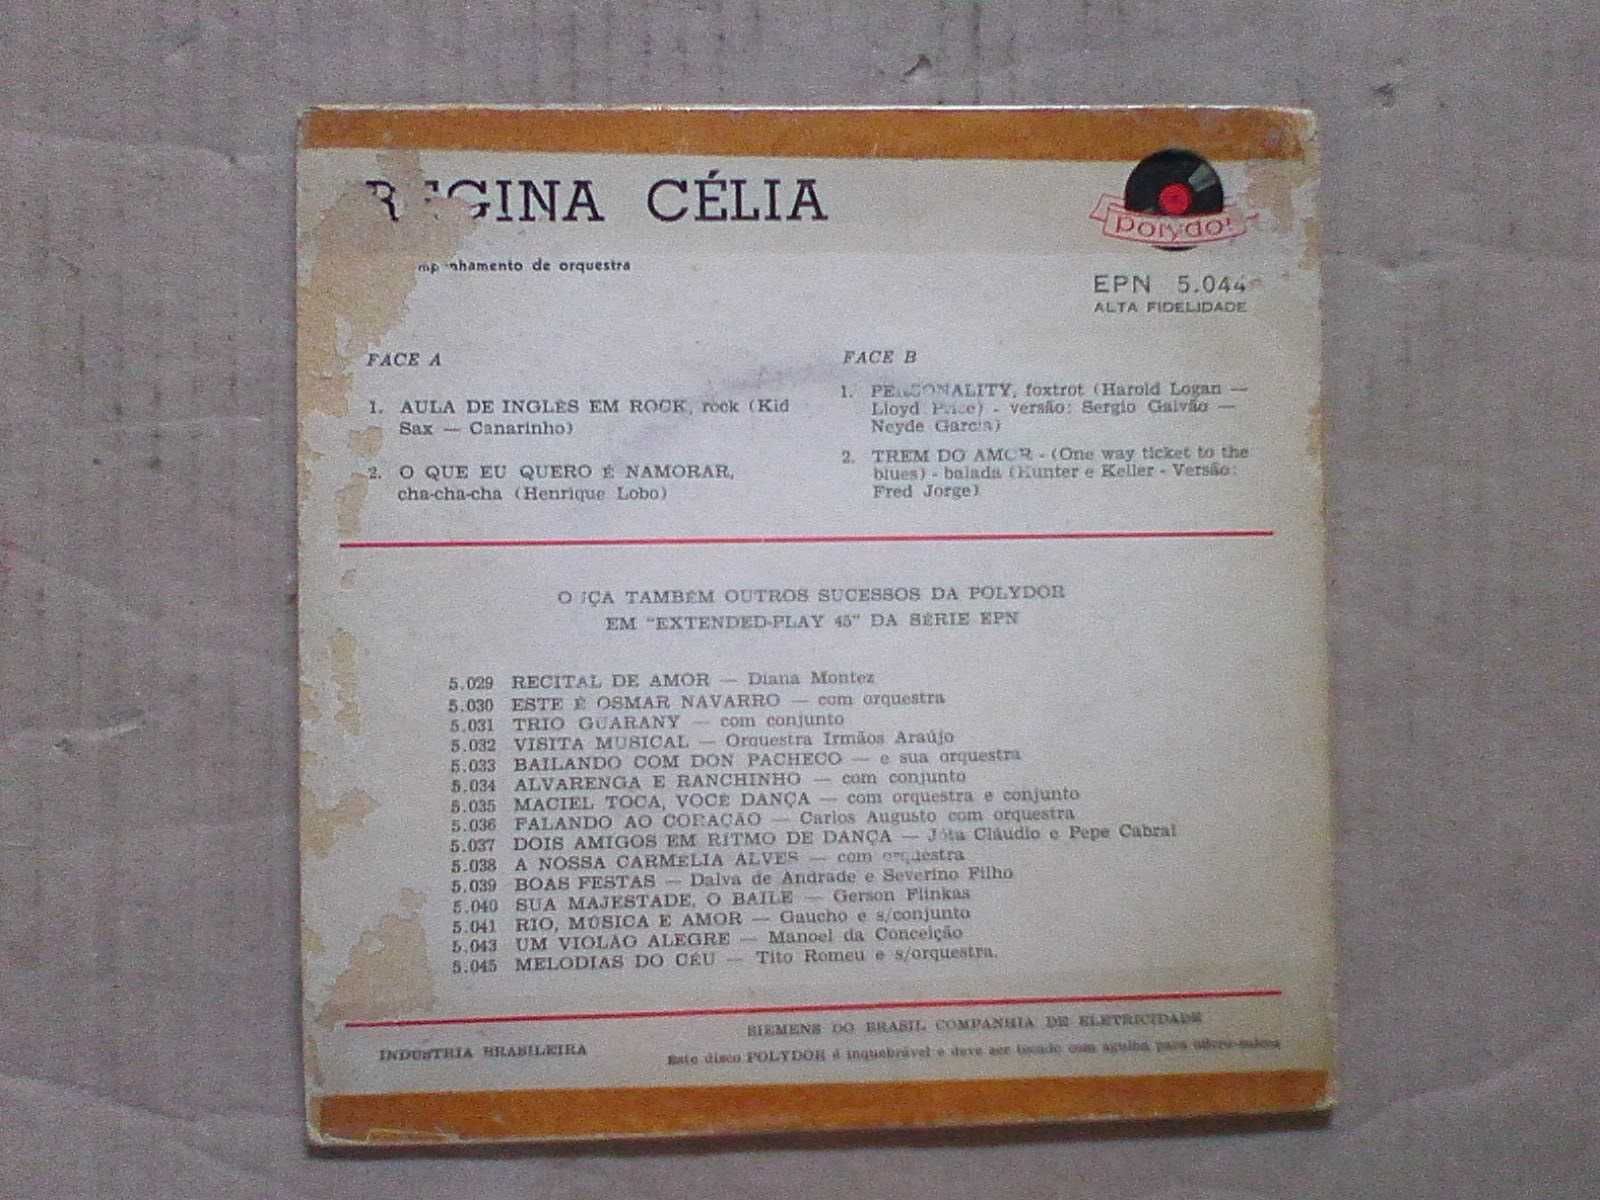 REGINA CÉLIA
Polydor
nhamento de orquestra
EPN 5.044
ALTA FIDELIDADE
FACE A
1. AULA DE INGLÊS EM ROCK, rock (Kid
Sax — Canarinho)
2. O QUE EU QUERO É NAMORAR,
cha-cha-cha (Henrique Lobo)
FACE B
1. PERSONALITY, foxtrot (Harold Logan —
Lloyd Price) - versão: Sergio Galvão —
Neyde Garcia)
2. TREM DO AMOR - (One way ticket to the
blues) - balada (Hunter e Keller - Versão:
Fred Jorge)
OUÇA TAMBÉM OUTROS SUCESSOS DA POLYDOR
EM "EXTENDED-PLAY 45" DA SÉRIE EPN
5.029 RECITAL DE AMOR — Diana Montez
5.030 ESTE É OSMAR NAVARRO — com orquestra
5.031 TRIO GUARANY — com conjunto
5.032 VISITA MUSICAL — Orquestra Irmãos Araújo
5.033 BAILANDO COM DON PACHECO — e sua orquestra
5.034 ALVARENGA E RANCHINHO — com conjunto
5.035 MACIEL TOCA, VOCÊ DANÇA — com orquestra e conjunto
5.036 FALANDO AO CORAÇÃO — Carlos Augusto com orquestra
5.037 DOIS AMIGOS EM RÍTMO DE DANÇA — Jóta Cláudio e Pepe Cabral
5.038 A NOSSA CARMELIA ALVES — com orquestra
5.039 BOAS FESTAS — Dalva de Andrade e Severino Filho
5.040 SUA MAJESTADE, O BAILE — Gerson Flinkas
5.041 RIO, MÚSICA E AMOR — Gaucho e s/conjunto
5.043 UM VIOLÃO ALEGRE — Manoel da Conceição
5.045 MELODIAS DO CÉU — Tito Romeu e s/orquestra.
SIEMENS DO BRASIL COMPANHIA DE ELETRICIDADE
INDÚSTRIA BRASILEIRA
Este disco POLYDOR é inquebrável e deve ser tocado com agulha para micro-sulcos